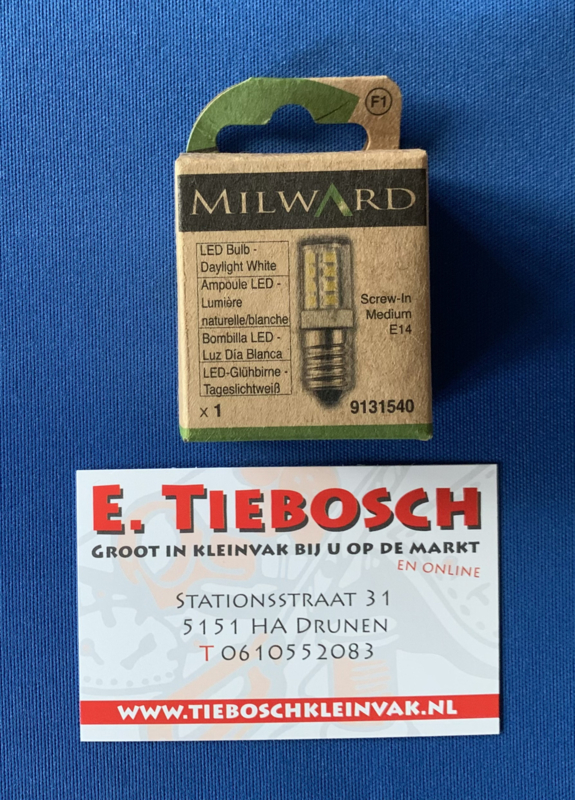 F1
MILWARD
LED Bulb -
Daylight White
Ampoule LED -
Lumière
naturelle/blanche
Bombilla LED -
Luz Día Blanca
LED-Glühbirne -
Tageslichtweiß
Screw-In
Medium
E14
x 1
9131540
E. TIEBOSCH
GROOT IN KLEINVAK BIJ U OP DE MARKT
EN ONLINE
STATIONSSTRAAT 31
5151 HA DRUNEN
T 0610552083
WWW.TIEBOSCHKLEINVAK.NL